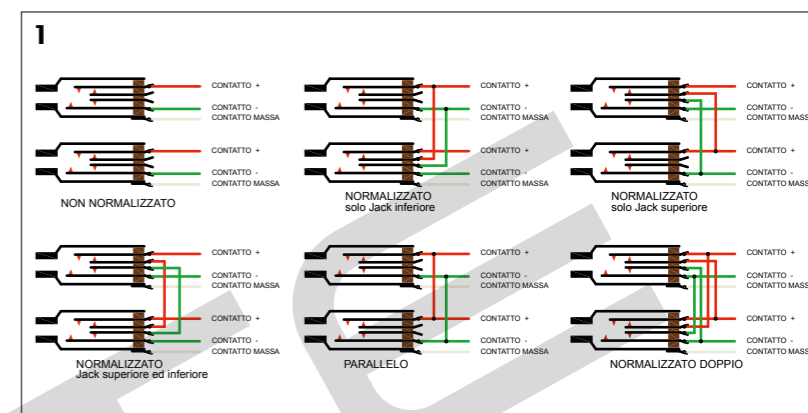 1
CONTATTO +
CONTATTO -
CONTATTO MASSA
CONTATTO +
CONTATTO -
CONTATTO MASSA
NON NORMALIZZATO
CONTATTO +
CONTATTO -
CONTATTO MASSA
CONTATTO +
CONTATTO -
CONTATTO MASSA
NORMALIZZATO
solo Jack inferiore
CONTATTO +
CONTATTO -
CONTATTO MASSA
CONTATTO +
CONTATTO -
CONTATTO MASSA
NORMALIZZATO
solo Jack superiore
CONTATTO +
CONTATTO -
CONTATTO MASSA
CONTATTO +
CONTATTO -
CONTATTO MASSA
NORMALIZZATO
Jack superiore ed inferiore
CONTATTO +
CONTATTO -
CONTATTO MASSA
CONTATTO +
CONTATTO -
CONTATTO MASSA
PARALLELO
CONTATTO +
CONTATTO -
CONTATTO MASSA
CONTATTO +
CONTATTO -
CONTATTO MASSA
NORMALIZZATO DOPPIO